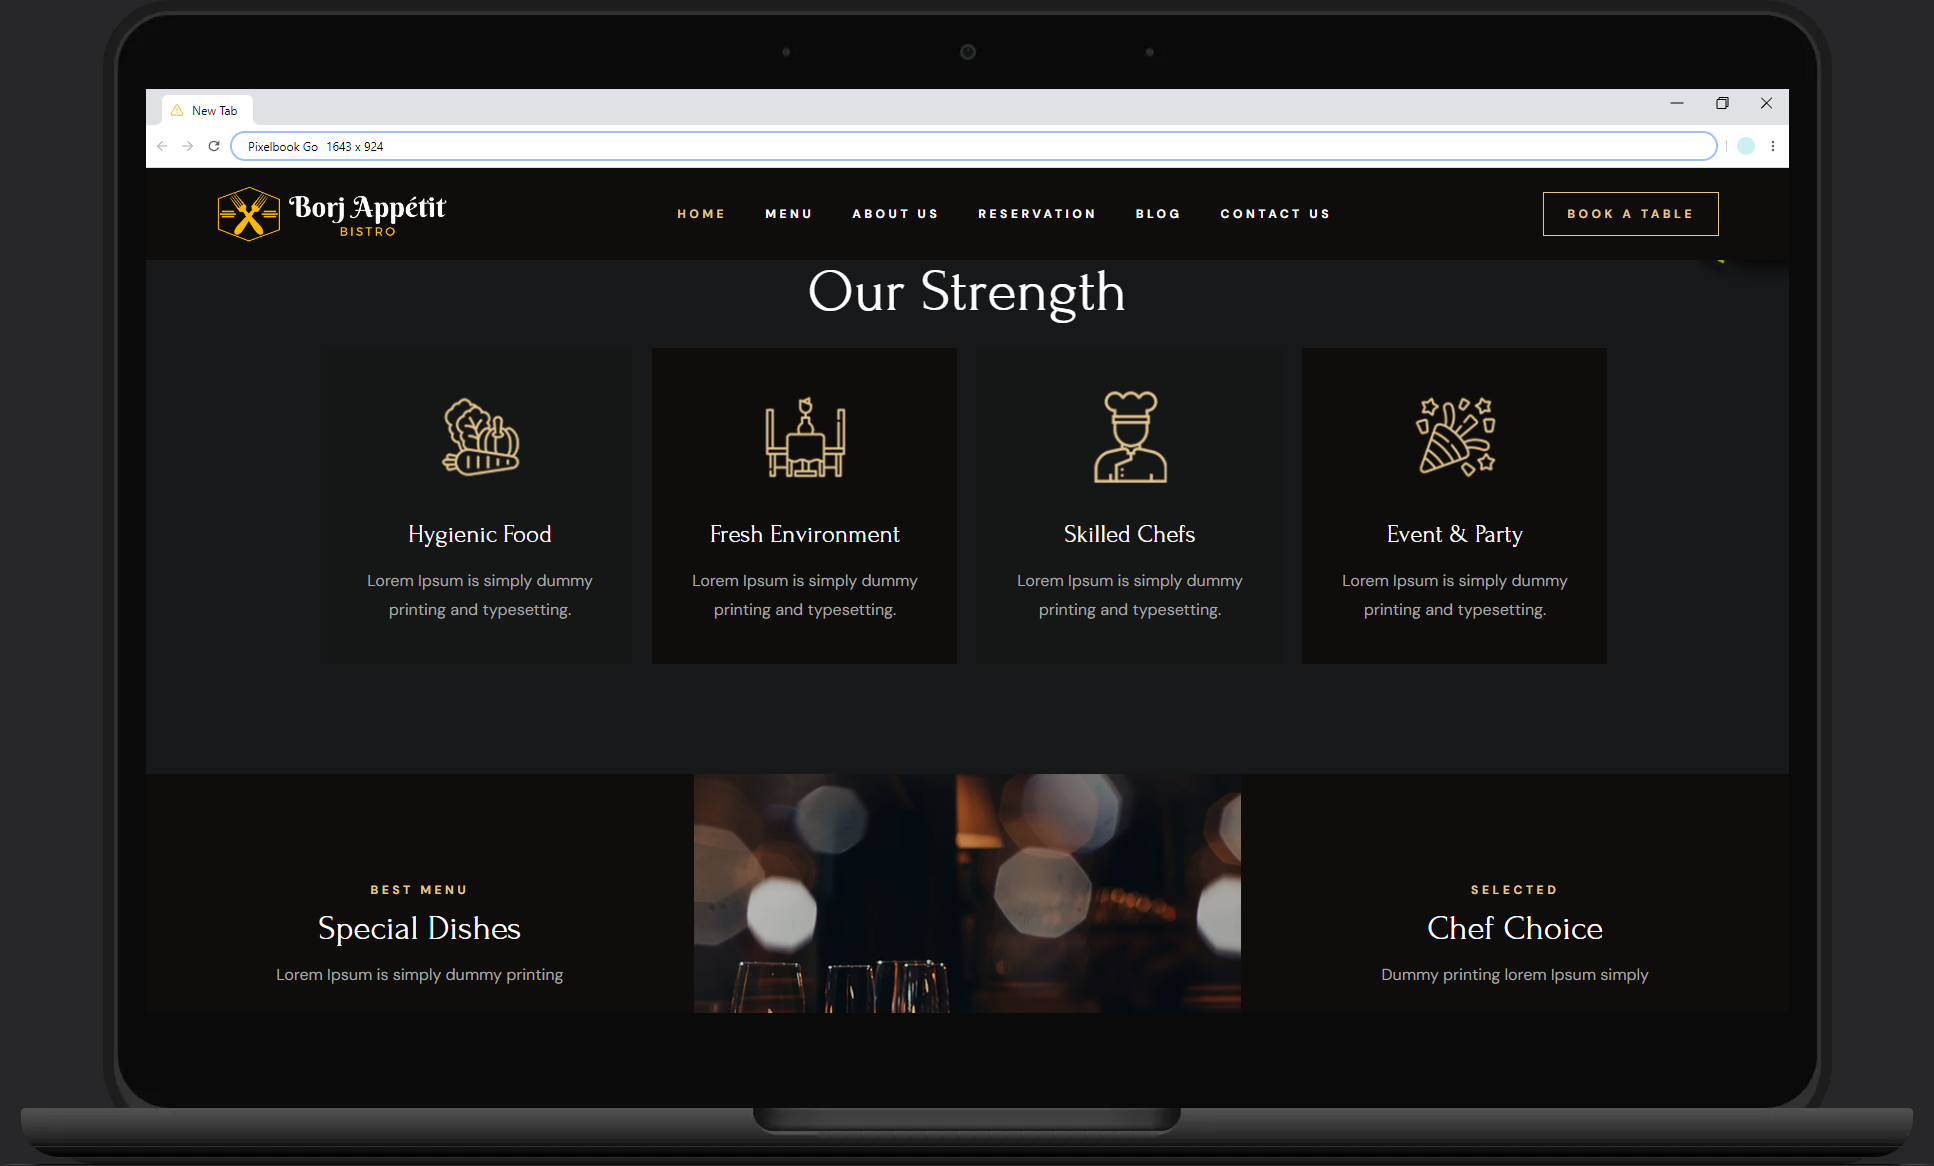 New Tab
Pixelbook Go 1643 x 924
Borj Appétit
BISTRO
HOME MENU ABOUT US RESERVATION BLOG CONTACT US
BOOK A TABLE
Our Strength
Hygienic Food
Lorem Ipsum is simply dummy
printing and typesetting.
Fresh Environment
Lorem Ipsum is simply dummy
printing and typesetting.
Skilled Chefs
Lorem Ipsum is simply dummy
printing and typesetting.
Event & Party
Lorem Ipsum is simply dummy
printing and typesetting.
BEST MENU
Special Dishes
Lorem Ipsum is simply dummy printing
SELECTED
Chef Choice
Dummy printing lorem Ipsum simply